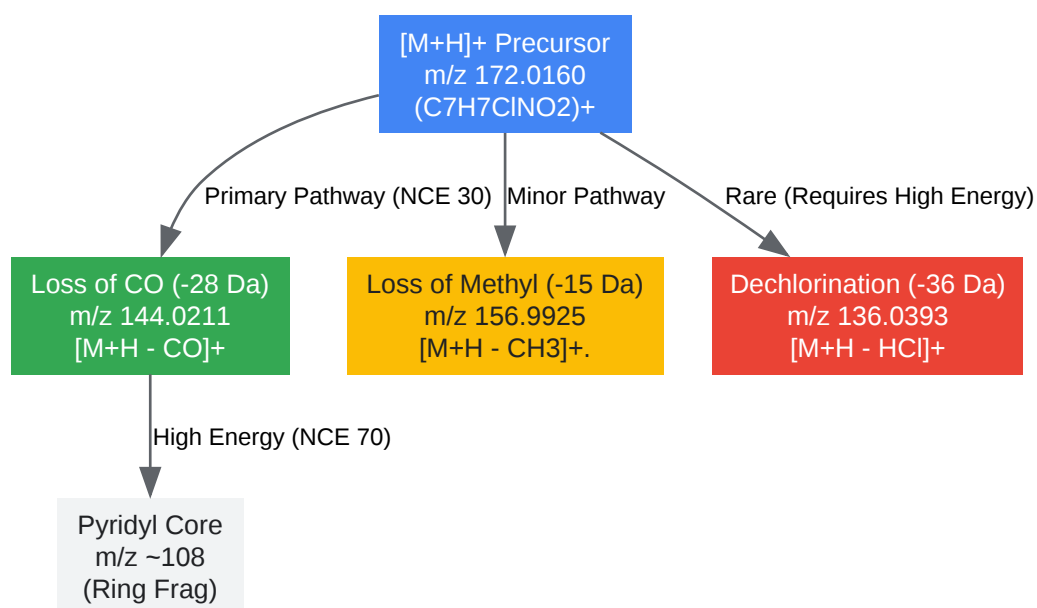 [M+H]+ Precursor
m/z 172.0160
(C7H7ClNO2)+
Primary Pathway (NCE 30)
Minor Pathway
Rare (Requires High Energy)
Loss of CO (-28 Da)
m/z 144.0211
[M+H - CO]+
Loss of Methyl (-15 Da)
m/z 156.9925
[M+H - CH3]+.
Dechlorination (-36 Da)
m/z 136.0393
[M+H - HCl]+
High Energy (NCE 70)
Pyridyl Core
m/z ~108
(Ring Frag)